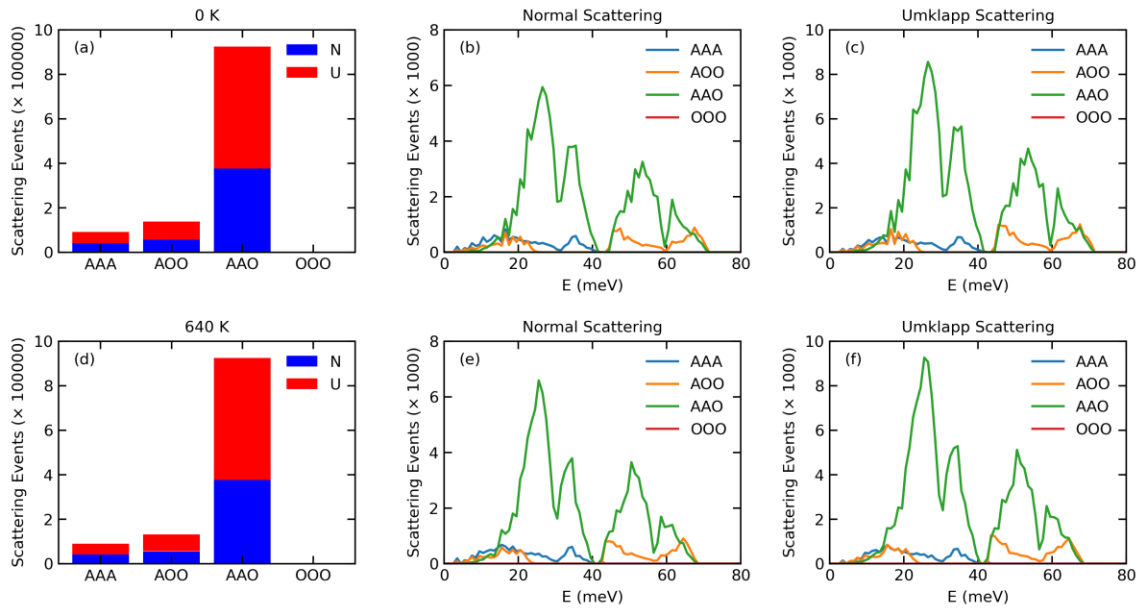 0 K
Scattering Events (× 100000)
10
8
6
4
2
0
(a)
N
U
AAA
AOO
AAO
OOO
Normal Scattering
Scattering Events (× 1000)
8
6
4
2
0
(b)
AAA
AOO
AAO
OOO
0
20
40
60
80
E (meV)
Umklapp Scattering
Scattering Events (× 1000)
10
8
6
4
2
0
(c)
AAA
AOO
AAO
OOO
0
20
40
60
80
E (meV)
640 K
Scattering Events (× 100000)
10
8
6
4
2
0
(d)
N
U
AAA
AOO
AAO
OOO
Normal Scattering
Scattering Events (× 1000)
8
6
4
2
0
(e)
AAA
AOO
AAO
OOO
0
20
40
60
80
E (meV)
Umklapp Scattering
Scattering Events (× 1000)
10
8
6
4
2
0
(f)
AAA
AOO
AAO
OOO
0
20
40
60
80
E (meV)